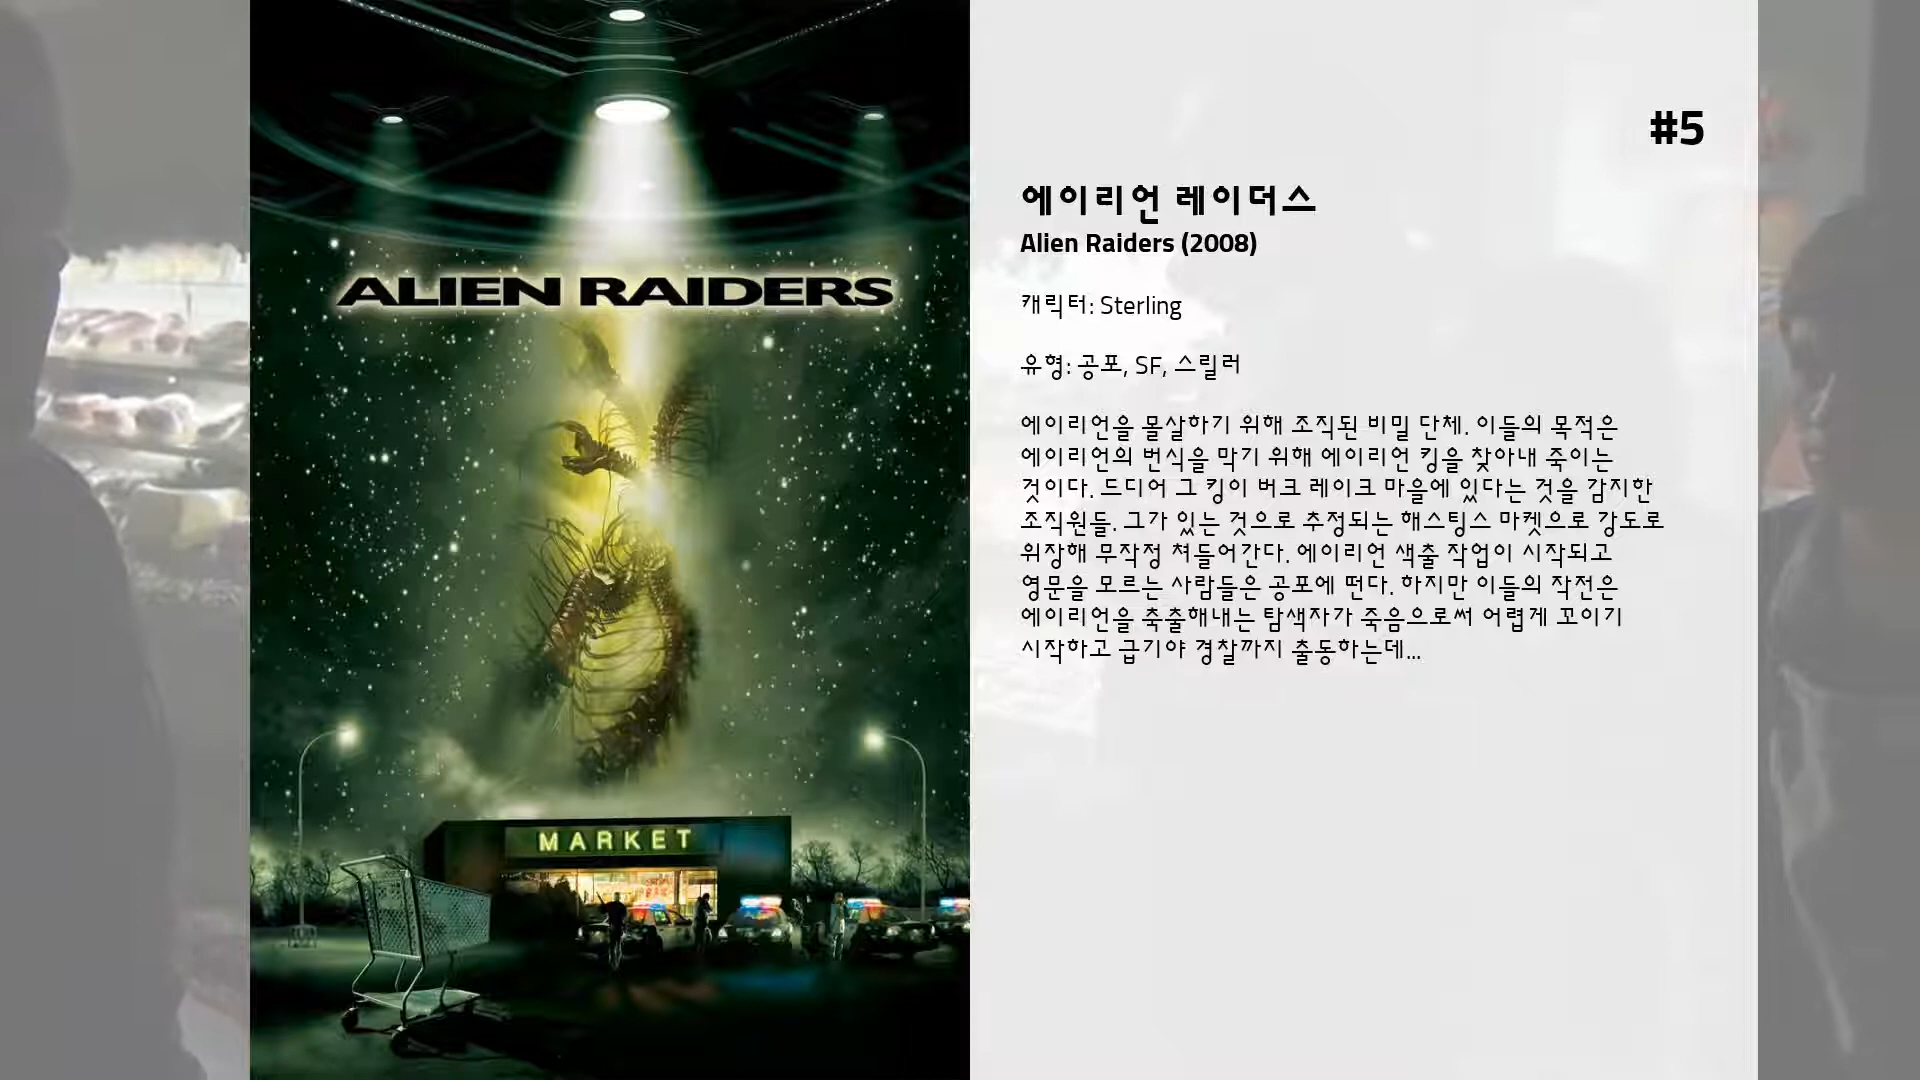 ALIEN RAIDERS
MARKET
#5
에이리언 레이더스
Alien Raiders (2008)
캐릭터: Sterling
유형: 공포, SF, 스릴러
에이리언을 몰살하기 위해 조직된 비밀 단체. 이들의 목적은
에이리언의 번식을 막기 위해 에이리언 킹을 찾아내 죽이는
것이다. 드디어 그 킹이 버크 레이크 마을에 있다는 것을 감지한
조직원들. 그가 있는 것으로 추정되는 해스팅스 마켓으로 강도로
위장해 무작정 쳐들어간다. 에이리언 색출 작업이 시작되고
영문을 모르는 사람들은 공포에 떤다. 하지만 이들의 작전은
에이리언을 축출해내는 탐색자가 죽음으로써 어렵게 꼬이기
시작하고 급기야 경찰까지 출동하는데...